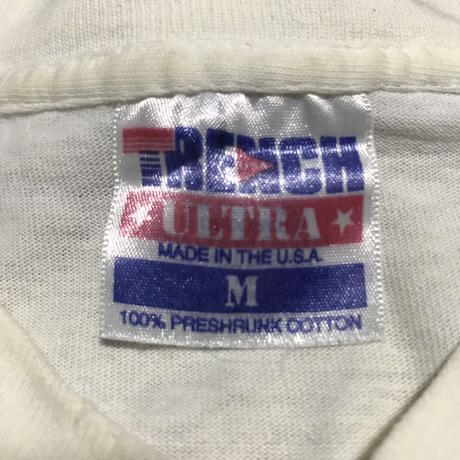 TRENCH
ULTRA
MADE IN THE U.S.A.
M
100% PRESHRUNK COTTON